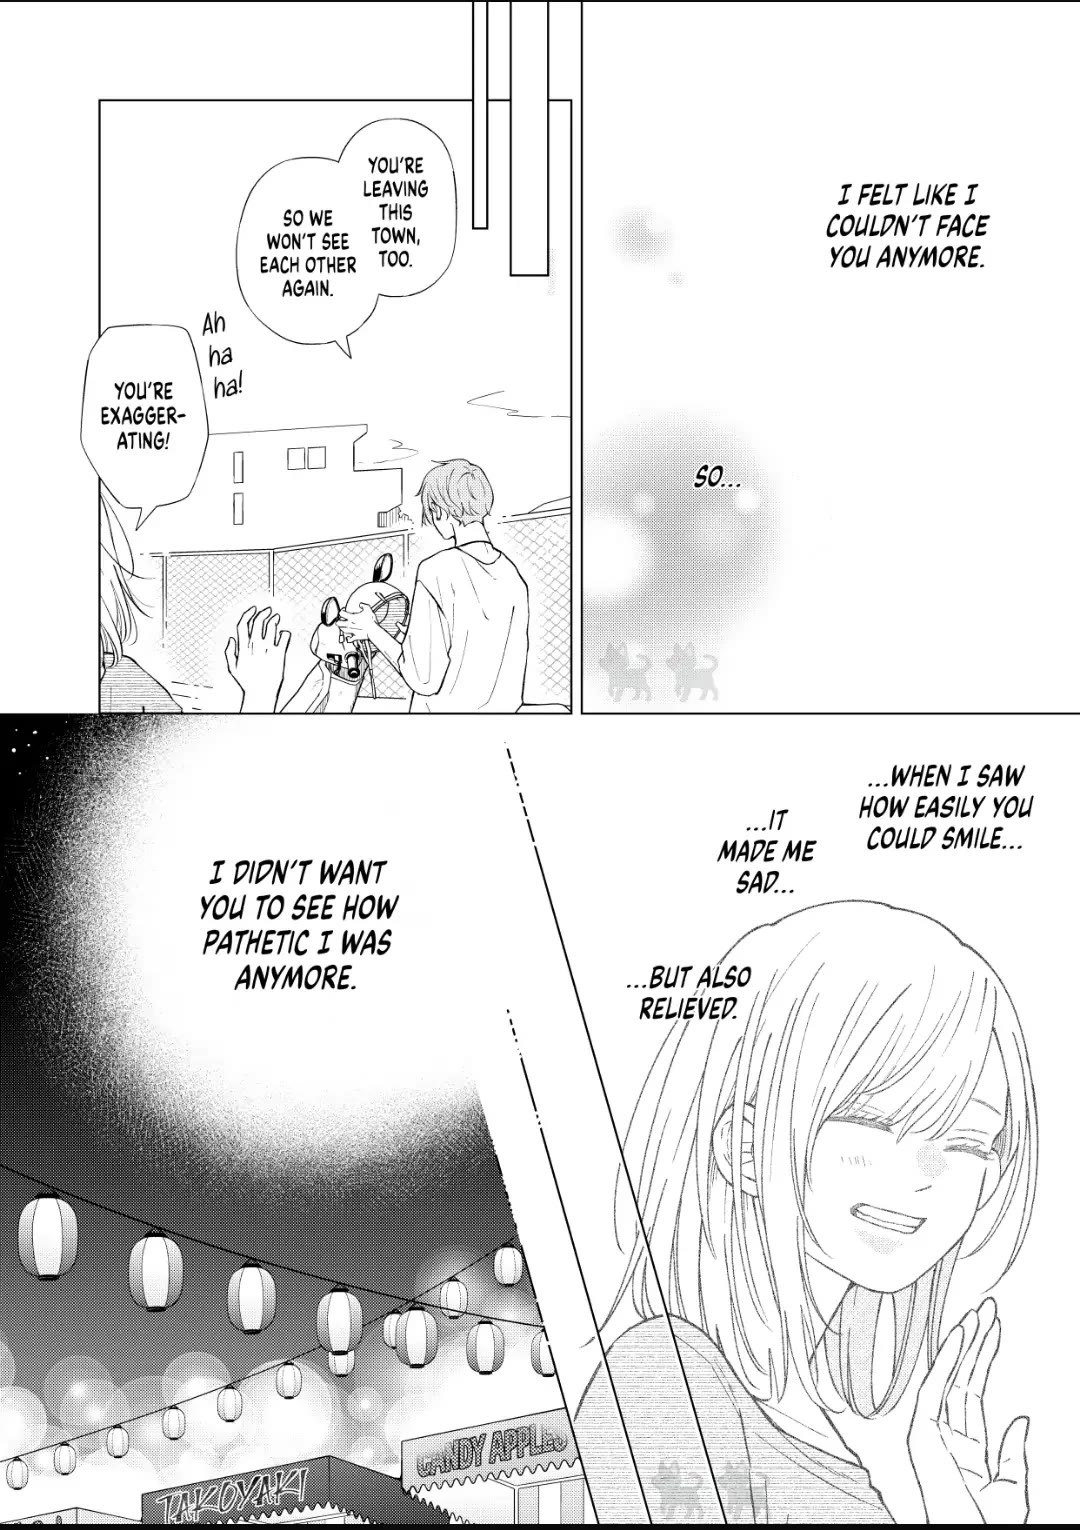 I FELT LIKE I
COULDN'T FACE
YOU ANYMORE.
SO...
YOU'RE
LEAVING
THIS
TOWN,
TOO.
SO WE
WON'T SEE
EACH OTHER
AGAIN.
Ah
ha
ha!
YOU'RE
EXAGGER-
ATING!
...WHEN I SAW
HOW EASILY YOU
COULD SMILE...
...IT
MADE ME
SAD...
...BUT ALSO
RELIEVED.
I DIDN'T WANT
YOU TO SEE HOW
PATHETIC I WAS
ANYMORE.
CANDY APPLES
TAKOYAKI